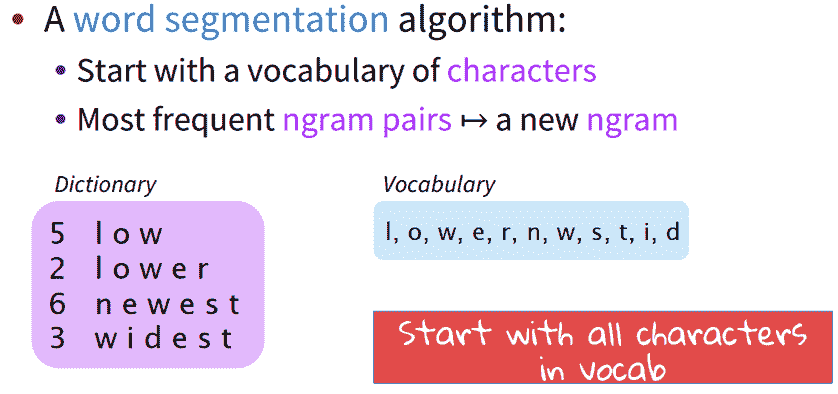 • A word segmentation algorithm:
• Start with a vocabulary of characters
• Most frequent ngram pairs ↦ a new ngram
Dictionary
5 l o w
2 l o w e r
6 n e w e s t
3 w i d e s t
Vocabulary
l, o, w, e, r, n, w, s, t, i, d
Start with all characters
in vocab